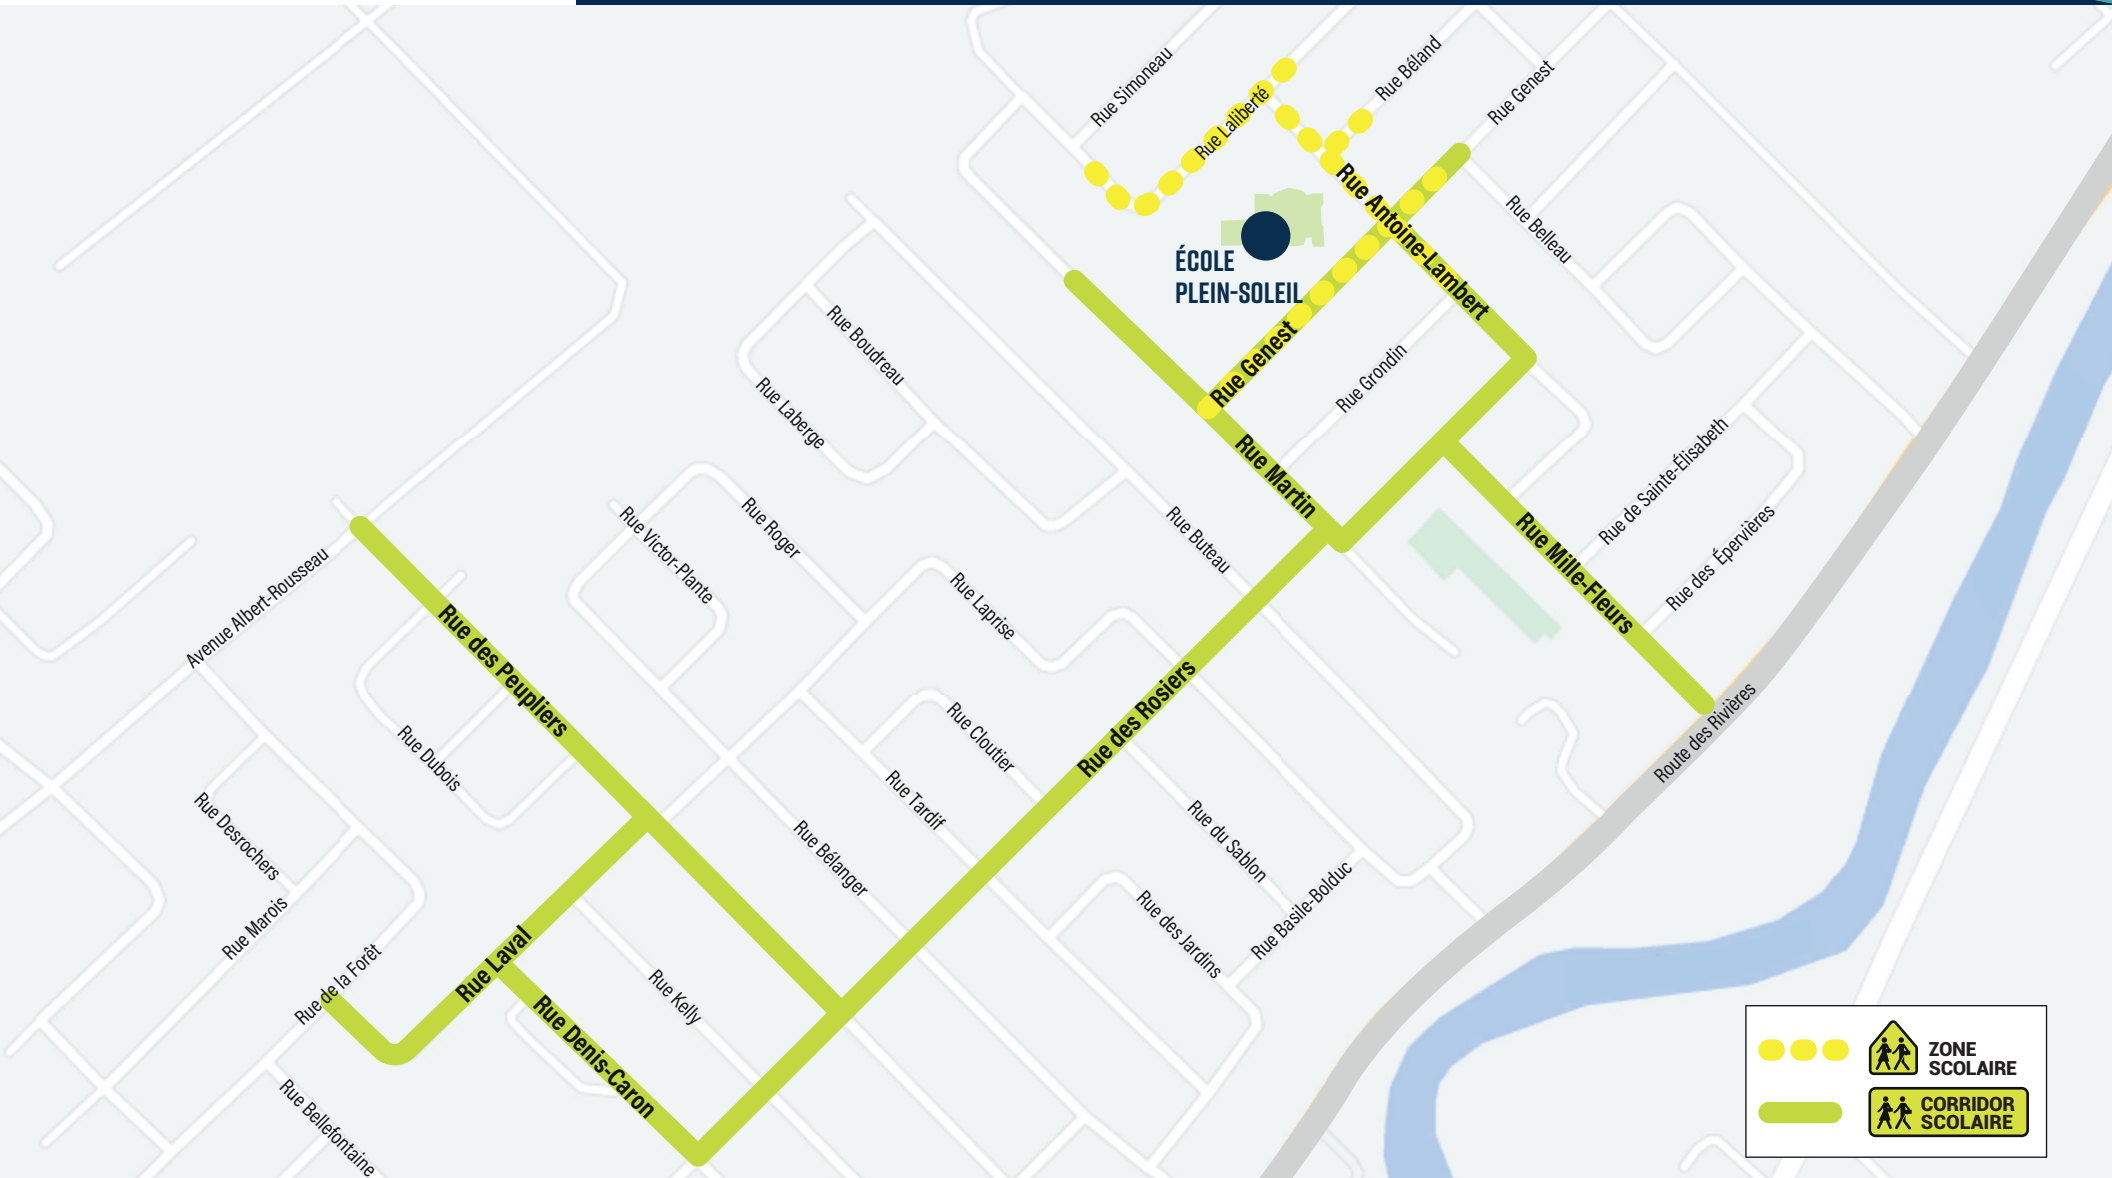 Rue Simoneau
Rue Laliberté
Rue Béland
Rue Genest
Rue Antoine-Lambert
Rue Belleau
ÉCOLE
PLEIN-SOLEIL
Rue Genest
Rue Grondin
Rue Boudreau
Rue Laberge
Rue Martin
Rue de Sainte-Élisabeth
Rue des Épervières
Rue Mille-Fleurs
Rue Buteau
Rue Roger
Rue Victor-Plante
Rue Laprise
Avenue Albert-Rousseau
Rue des Peupliers
Rue des Rosiers
Route des Rivières
Rue Dubois
Rue Cloutier
Rue Tardif
Rue du Sablon
Rue Bélanger
Rue Desrochers
Rue Marois
Rue de la Forêt
Rue Laval
Rue Kelly
Rue des Jardins
Rue Basile-Bolduc
Rue Denis-Caron
Rue Bellefontaine
ZONE
SCOLAIRE
CORRIDOR
SCOLAIRE